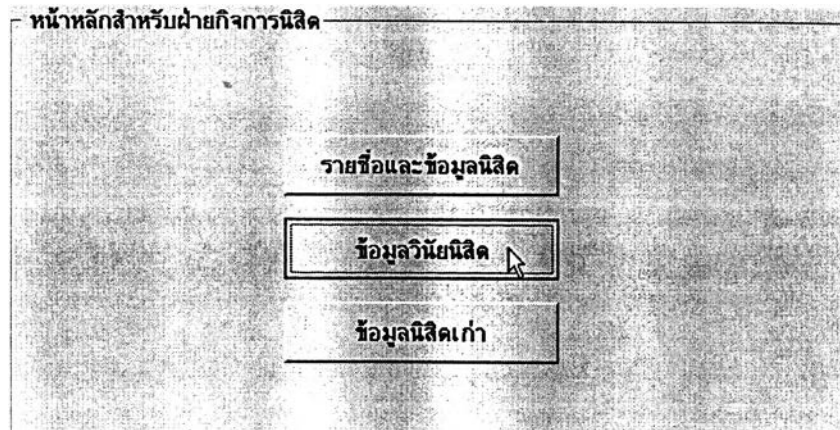 หน้าหลักสำหรับฝ่ายกิจการนิสิต
รายชื่อและข้อมูลนิสิต
ข้อมูลวินัยนิสิต
ข้อมูลนิสิตเก่า